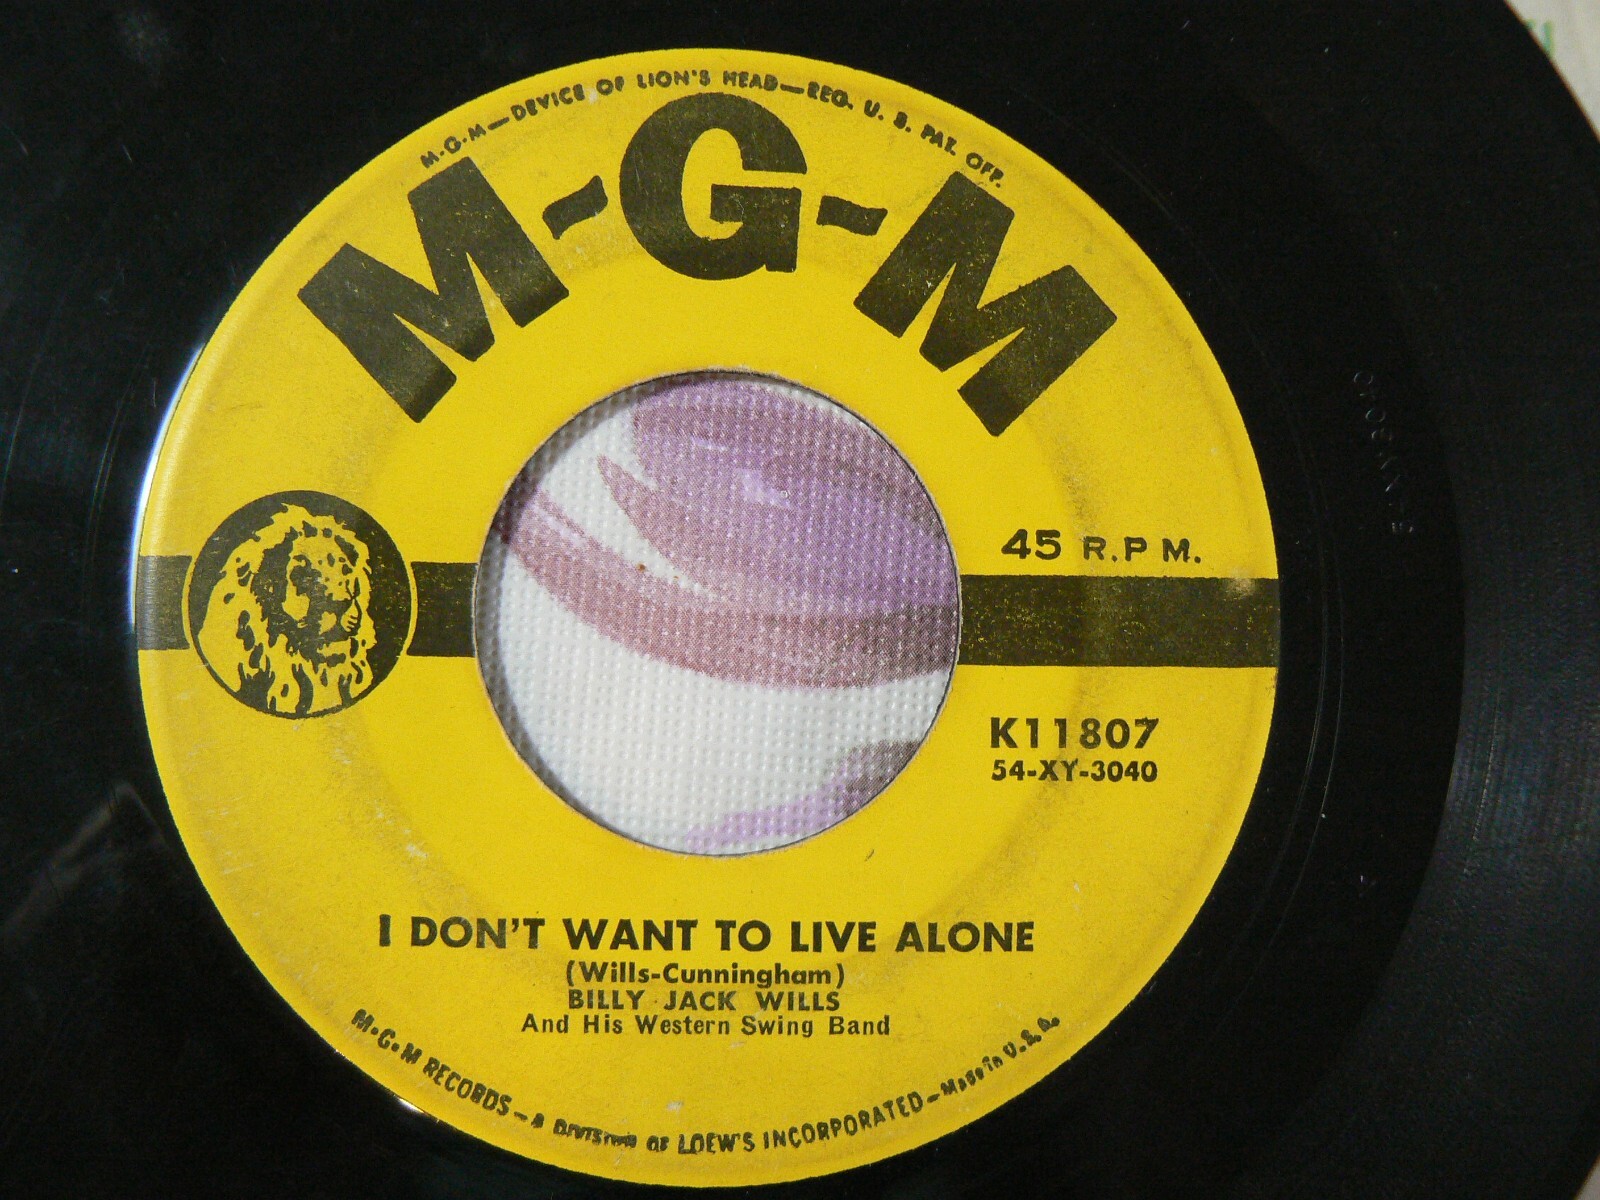 M-G-M—DEVICE OF LION'S HEAD—REG. U. S. PAT. OFF.
M-G-M
45 R.P M.
K11807
54-XY-3040
I DON'T WANT TO LIVE ALONE
(Wills-Cunningham)
BILLY JACK WILLS
And His Western Swing Band
M-G-M RECORDS — A DIVISION OF LOEW'S INCORPORATED — Made in U.S.A.